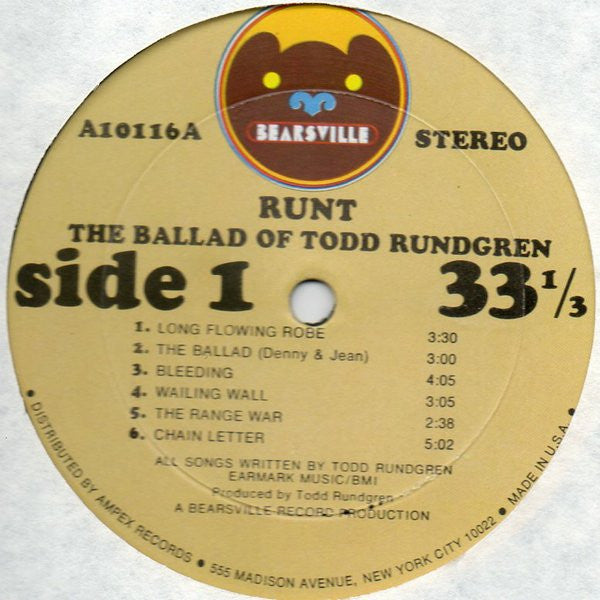 BEARSVILLE
A10116A STEREO
RUNT
THE BALLAD OF TODD RUNDGREN
side 1 33 1/3
1. LONG FLOWING ROBE 3:30
2. THE BALLAD (Denny & Jean) 3:00
3. BLEEDING 4:05
4. WAILING WALL 3:05
5. THE RANGE WAR 2:38
6. CHAIN LETTER 5:02
ALL SONGS WRITTEN BY TODD RUNDGREN
EARMARK MUSIC/BMI
Produced by Todd Rundgren
A BEARSVILLE RECORD PRODUCTION
• DISTRIBUTED BY AMPEX RECORDS • 555 MADISON AVENUE, NEW YORK CITY 10022 • MADE IN U.S.A. •